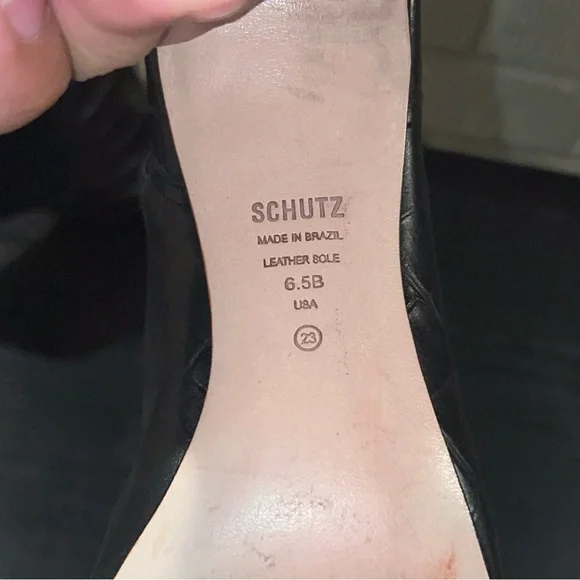 SCHUTZ
MADE IN BRAZIL
LEATHER SOLE
6.5B
USA
23